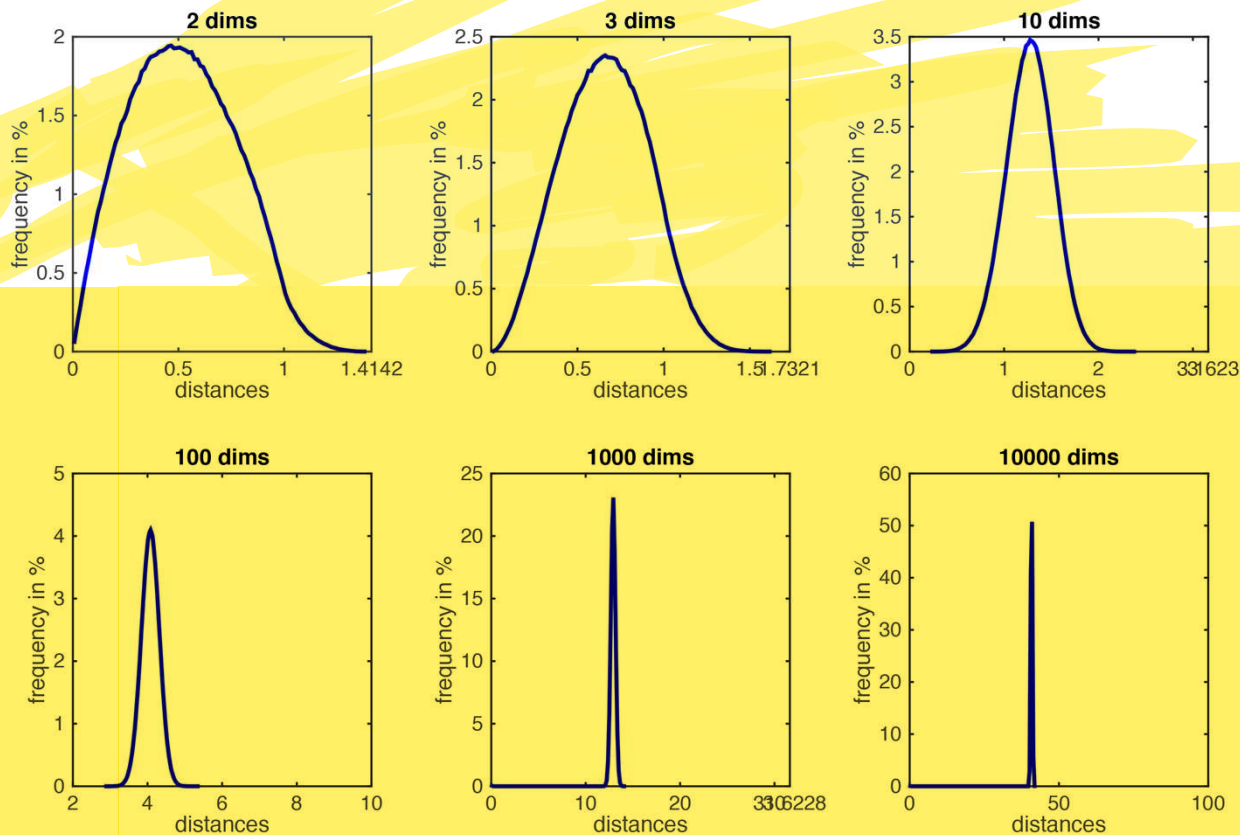 2 dims
2
1.5
1
0.5
0
frequency in %
0 0.5 1 1.4142
distances
3 dims
2.5
2
1.5
1
0.5
0
frequency in %
0 0.5 1 1.5 1.7321
distances
10 dims
3.5
3
2.5
2
1.5
1
0.5
0
frequency in %
0 1 2 3 3.1623
distances
100 dims
5
4
3
2
1
0
frequency in %
2 4 6 8 10
distances
1000 dims
25
20
15
10
5
0
frequency in %
0 10 20 30 31.6228
distances
10000 dims
60
50
40
30
20
10
0
frequency in %
0 50 100
distances